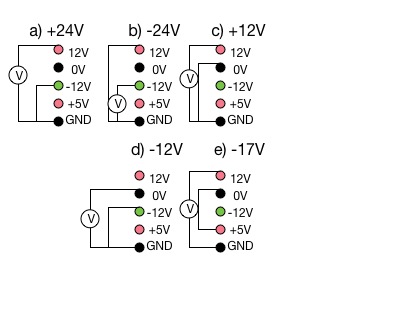 a) +24V b) -24V c) +12V
12V 12V 12V
V 0V 0V V 0V
-12V -12V -12V
+5V V +5V +5V
GND GND GND
d) -12V e) -17V
12V 12V
0V 0V
V -12V V -12V
+5V +5V
GND GND